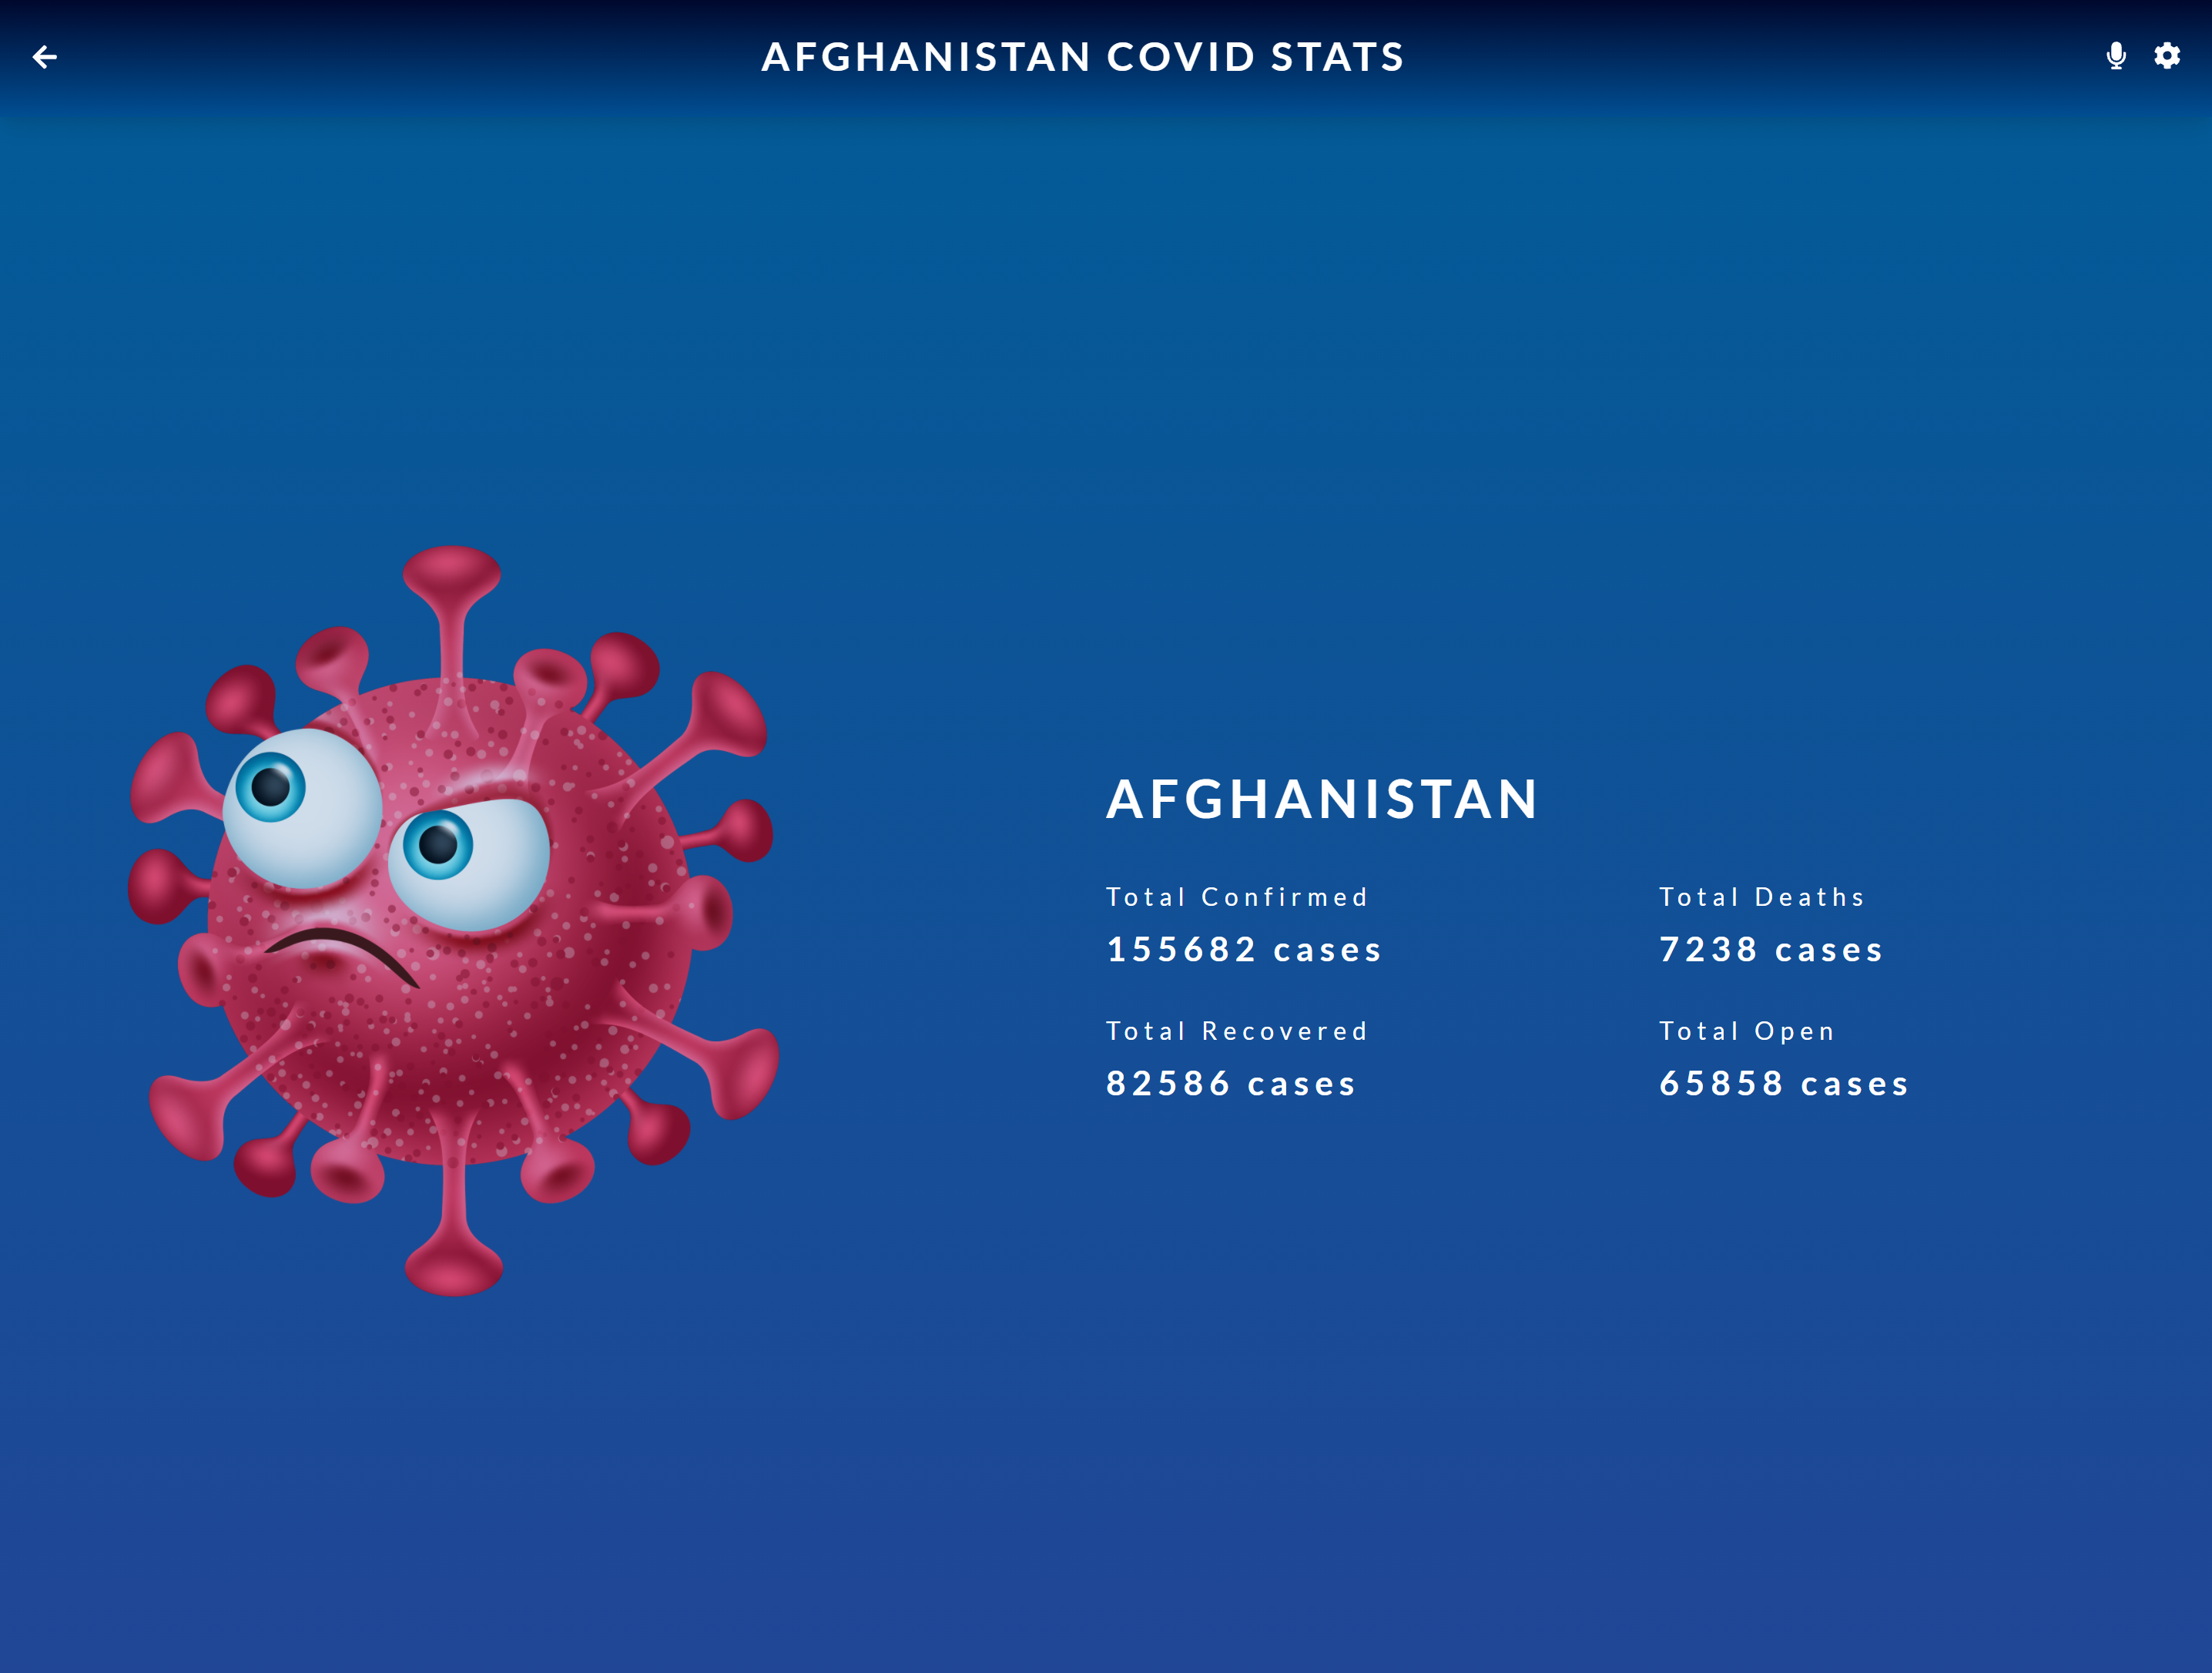 AFGHANISTAN COVID STATS
AFGHANISTAN
Total Confirmed
155682 cases
Total Deaths
7238 cases
Total Recovered
82586 cases
Total Open
65858 cases